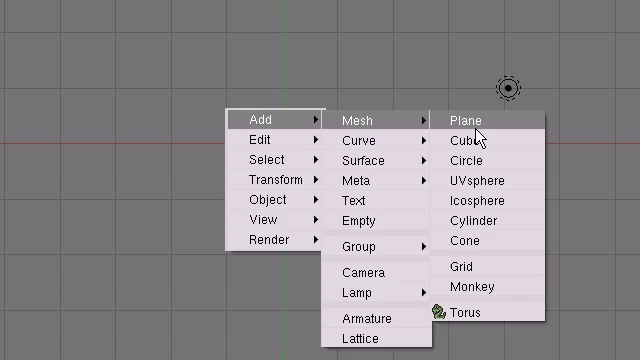 Add
Edit
Select
Transform
Object
View
Render
Mesh
Curve
Surface
Meta
Text
Empty
Group
Camera
Lamp
Armature
Lattice
Plane
Cube
Circle
UVsphere
Icosphere
Cylinder
Cone
Grid
Monkey
Torus